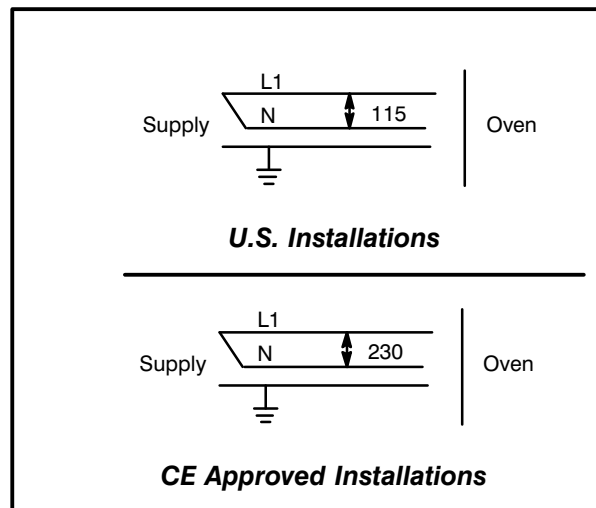 L1
N
115
Supply
Oven
U.S. Installations
L1
N
230
Supply
Oven
CE Approved Installations